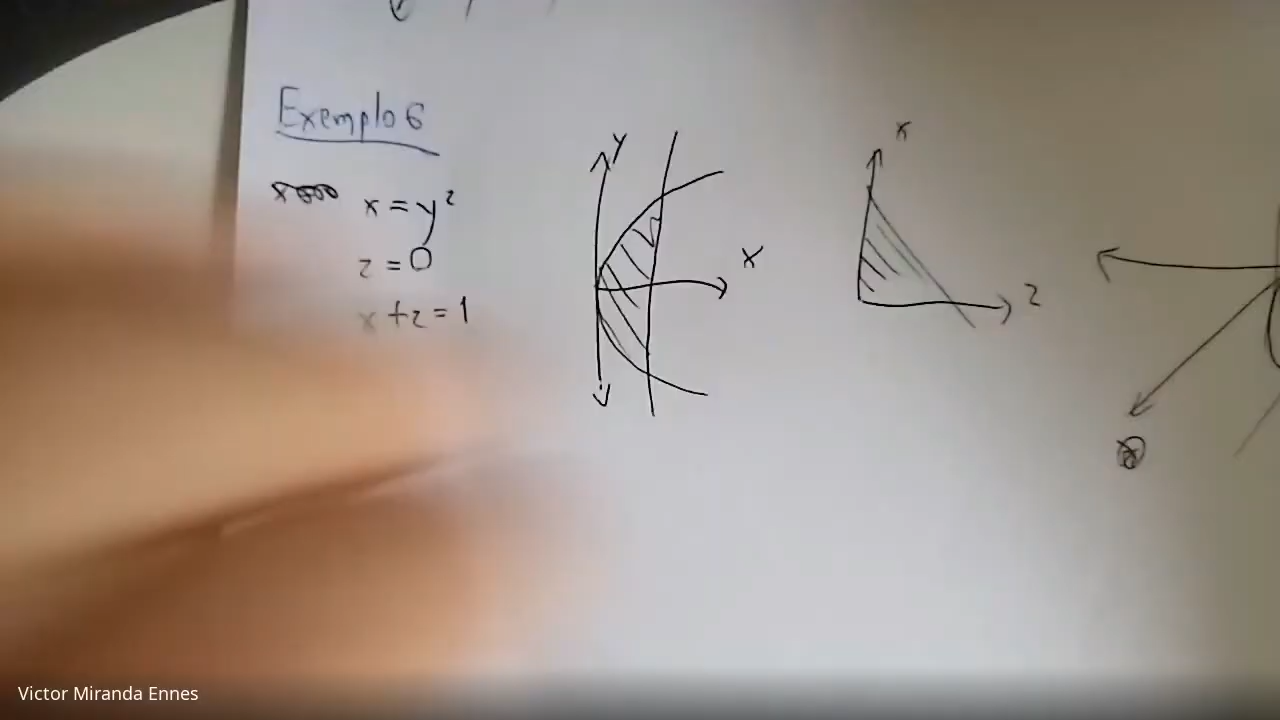 Exemplo 6
x = y²
z = 0
x + z = 1
y
x
x
z
Victor Miranda Ennes